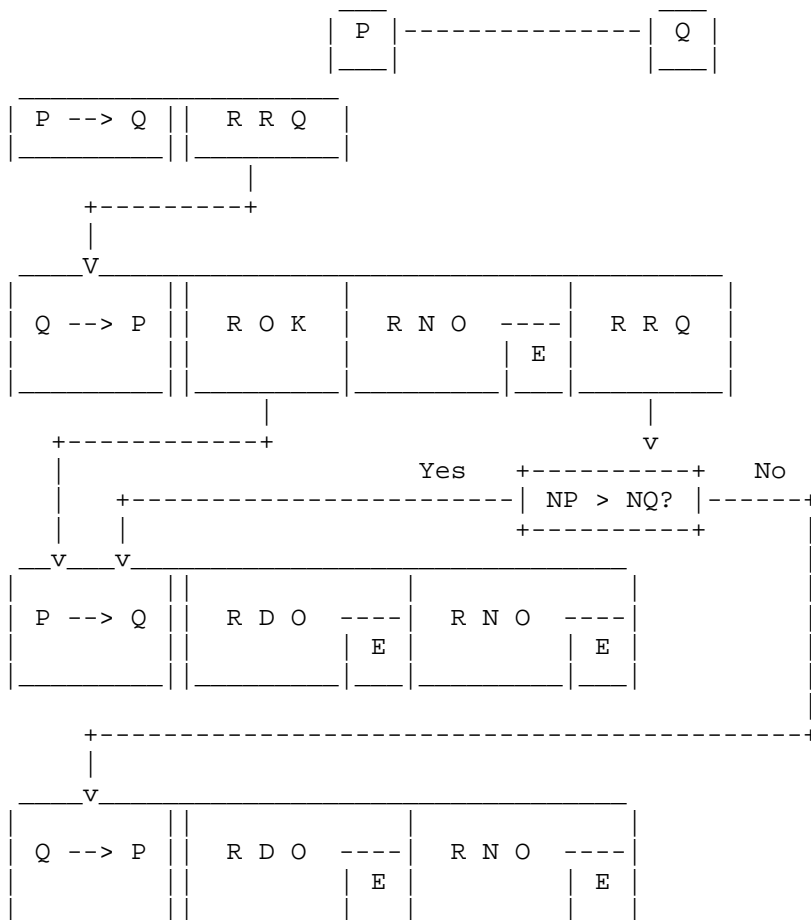 P Q
P --> Q R R Q
V
Q --> P R O K R N O R R Q
E
v
Yes No
NP > NQ?
v v
P --> Q R D O R N O
E E
v
Q --> P R D O R N O
E E